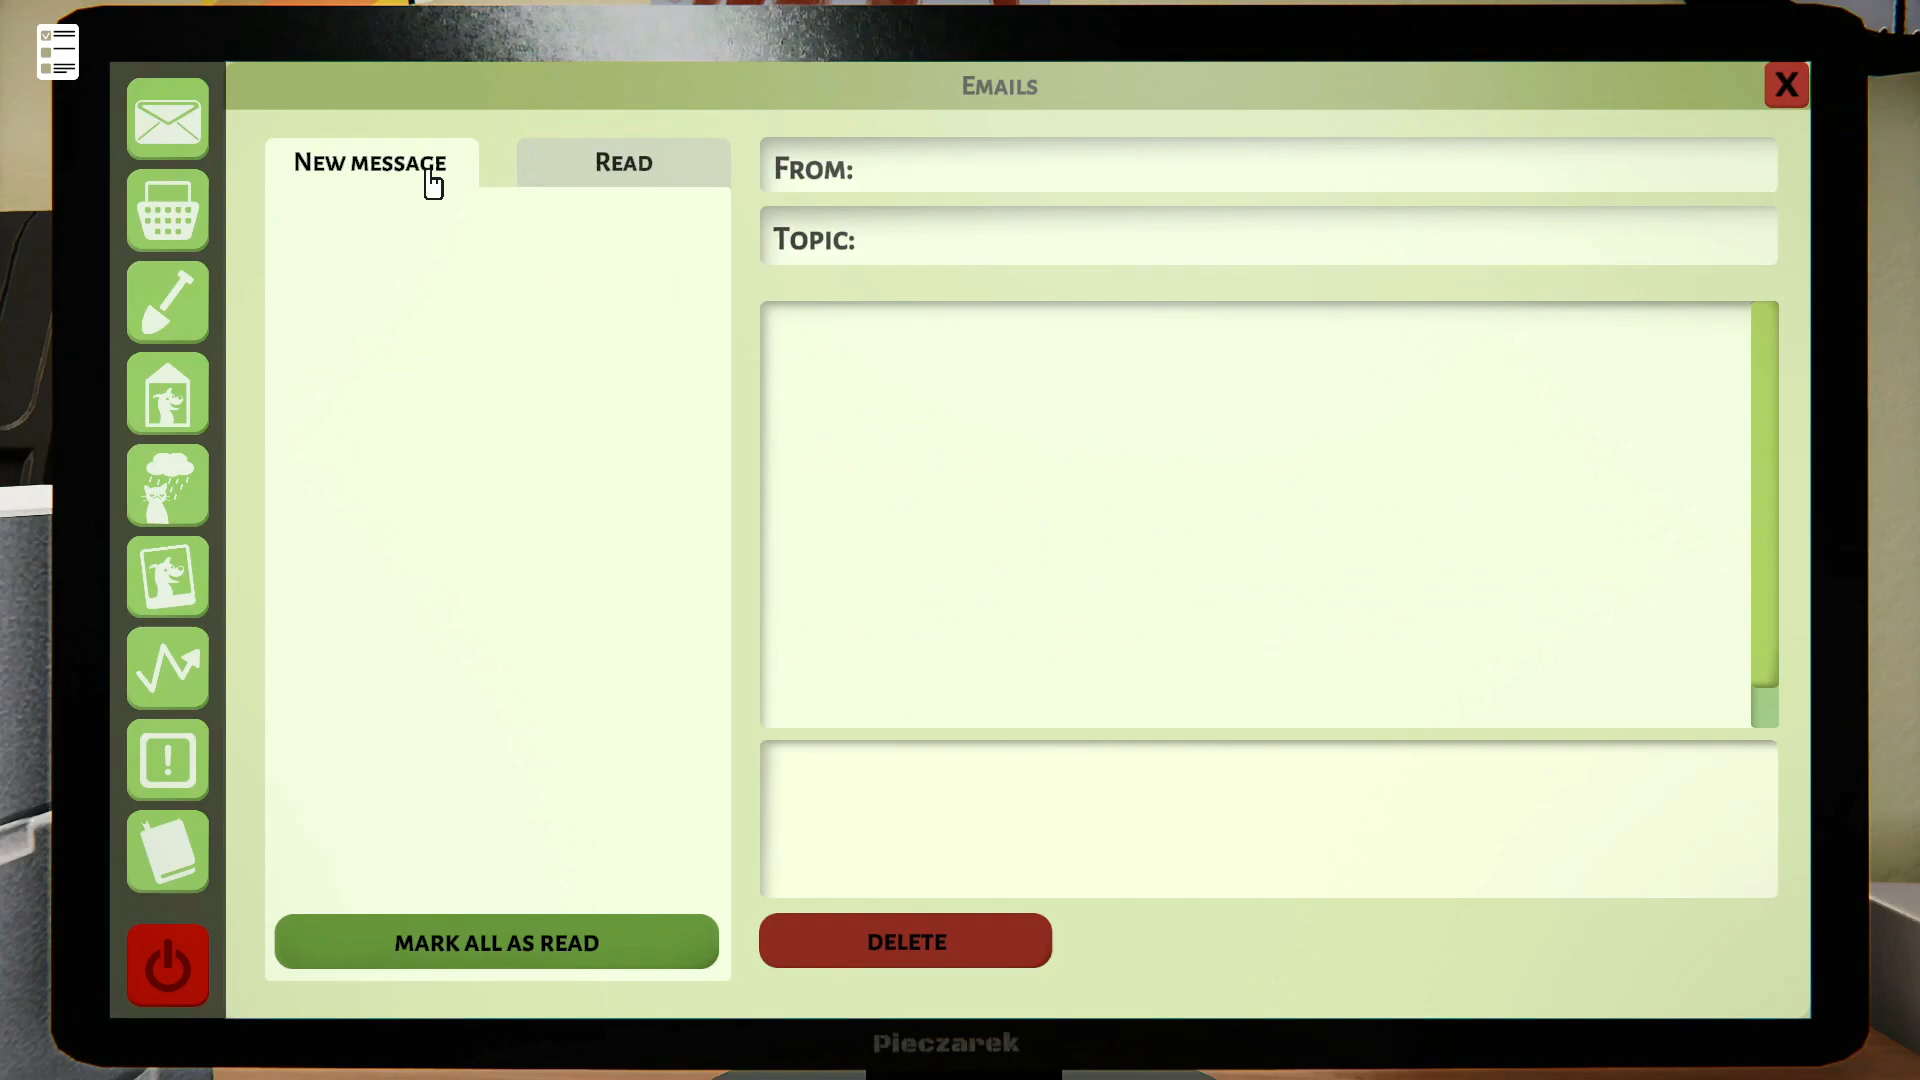 Emails
X
New message
Read
From:
Topic:
MARK ALL AS READ
DELETE
Pieczarek